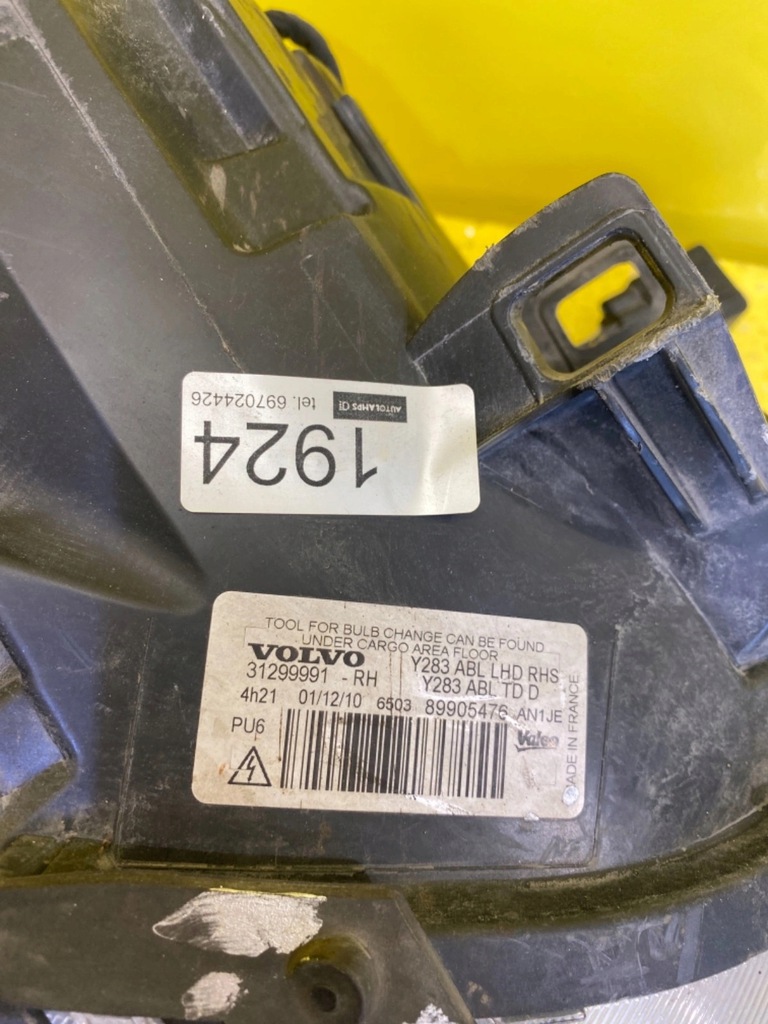 1924
AUTOLAMPS
tel. 697024426
TOOL FOR BULB CHANGE CAN BE FOUND
UNDER CARGO AREA FLOOR
VOLVO
31299991 - RH
Y283 ABL LHD RHS
Y283 ABL TD D
4h21 01/12/10 6503 89905476 AN1JE
PU6
Valeo
MADE IN FRANCE